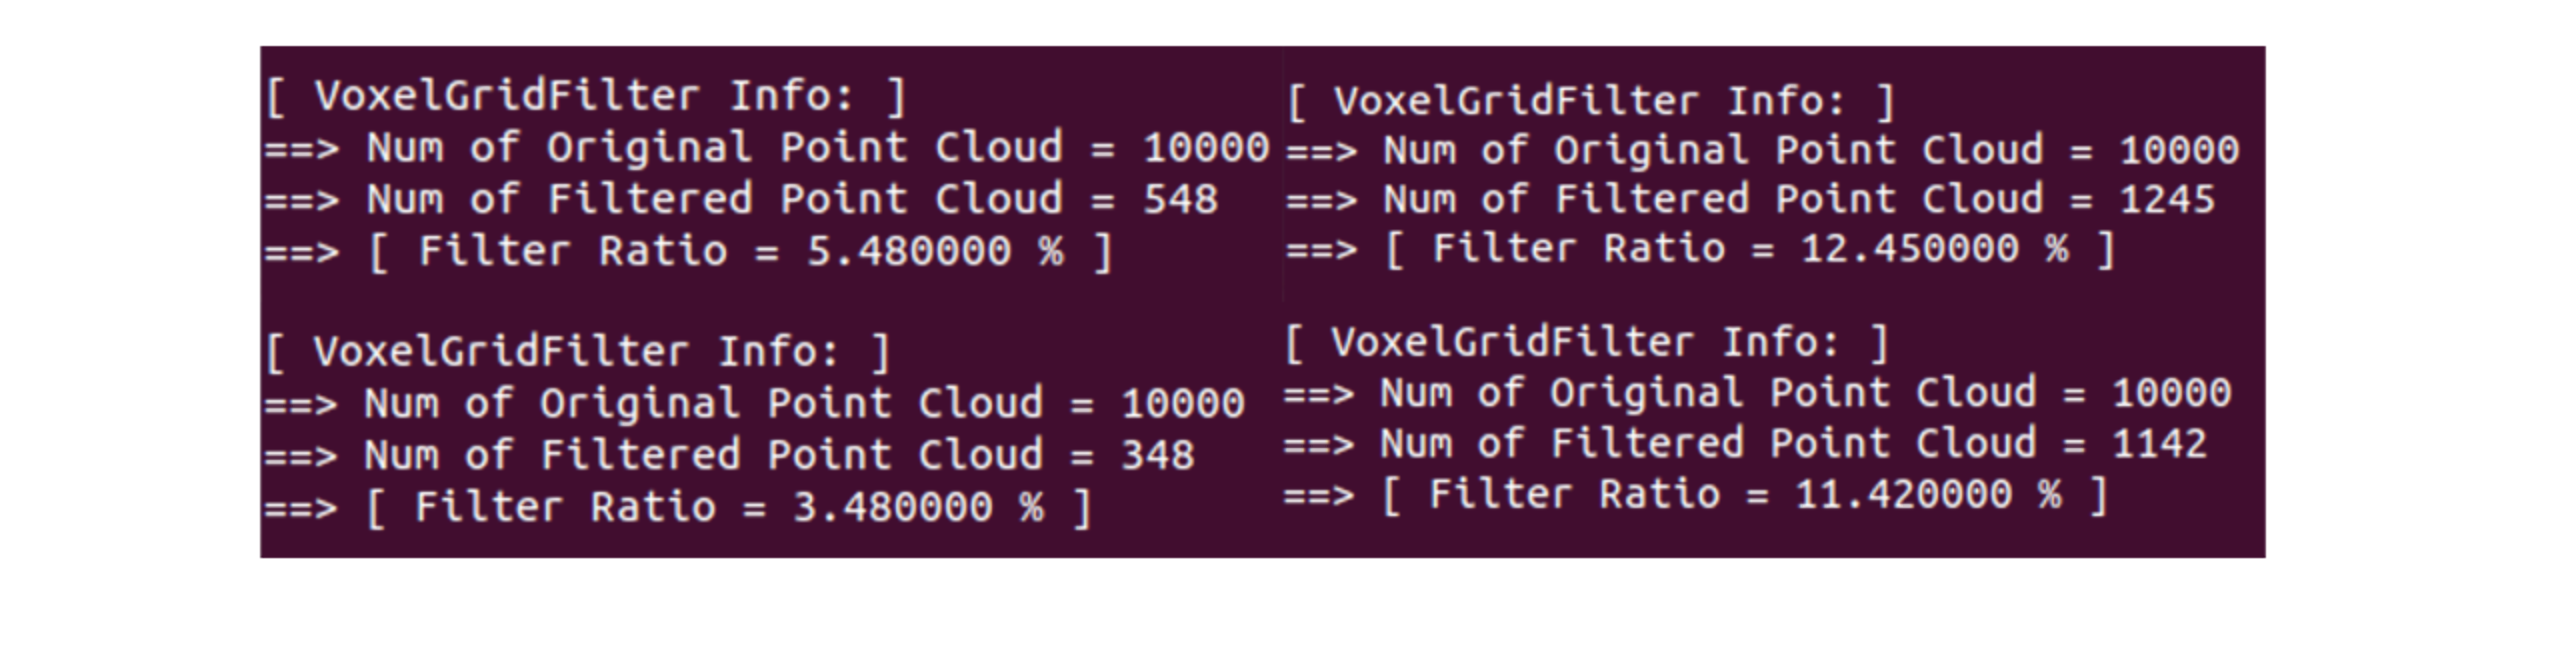 [ VoxelGridFilter Info: ]
==> Num of Original Point Cloud = 10000
==> Num of Filtered Point Cloud = 548
==> [ Filter Ratio = 5.480000 % ]
[ VoxelGridFilter Info: ]
==> Num of Original Point Cloud = 10000
==> Num of Filtered Point Cloud = 1245
==> [ Filter Ratio = 12.450000 % ]
[ VoxelGridFilter Info: ]
==> Num of Original Point Cloud = 10000
==> Num of Filtered Point Cloud = 348
==> [ Filter Ratio = 3.480000 % ]
[ VoxelGridFilter Info: ]
==> Num of Original Point Cloud = 10000
==> Num of Filtered Point Cloud = 1142
==> [ Filter Ratio = 11.420000 % ]